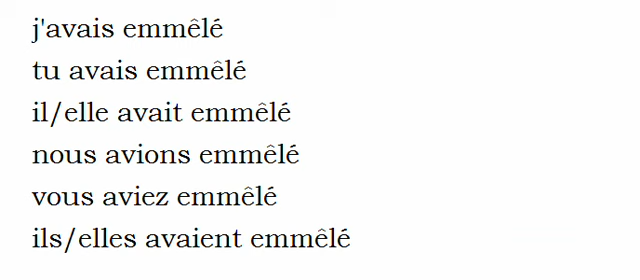 j'avais emmêlé
tu avais emmêlé
il/elle avait emmêlé
nous avions emmêlé
vous aviez emmêlé
ils/elles avaient emmêlé